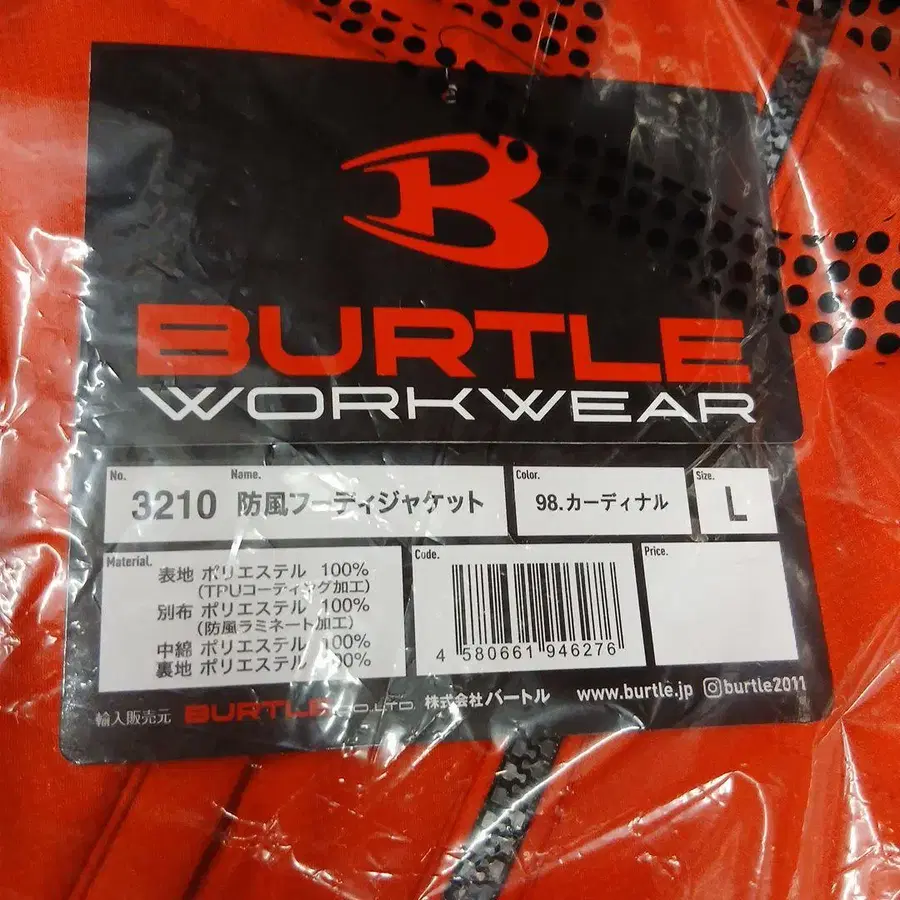 B
BURTLE
WORKWEAR
No. Name. Color. Size.
3210 防風フーディジャケット 98.カーディナル L
Material. Code. Price.
表地 ポリエステル 100%
(TPUコーティング加工)
別布 ポリエステル 100%
(防風ラミネート加工)
中綿 ポリエステル 100%
裏地 ポリエステル 100%
4 580661 946276
輸入販売元 BURTLE CO.LTD. 株式会社バートル www.burtle.jp burtle2011